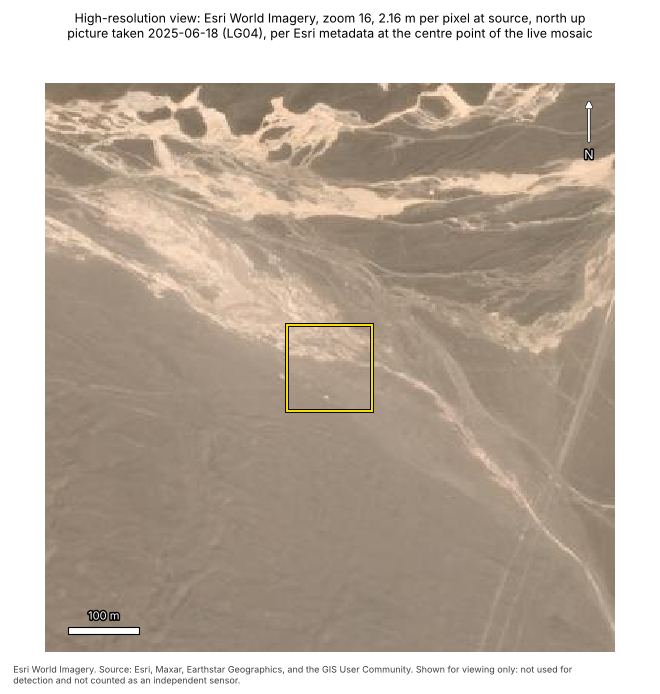 High-resolution view: Esri World Imagery, zoom 16, 2.16 m per pixel at source, north up
picture taken 2025-06-18 (LG04), per Esri metadata at the centre point of the live mosaic
N
100 m
Esri World Imagery. Source: Esri, Maxar, Earthstar Geographics, and the GIS User Community. Shown for viewing only: not used for
detection and not counted as an independent sensor.